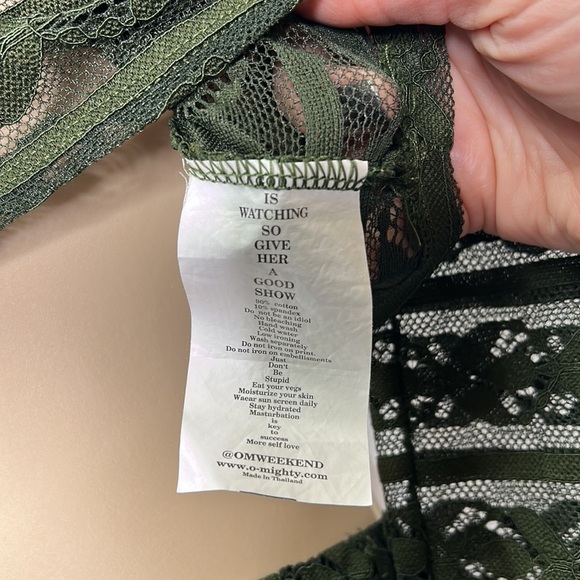 IS
WATCHING
SO
GIVE
HER
A
GOOD
SHOW
90% cotton
10% spandex
Do not be an idiol
No bleaching
Hand wash
Cold water
Low ironing
Wash separately
Do not iron on print.
Do not iron on embellishments
Just
Don't
Be
Stupid
Eat your vegs
Moisturize your skin
Waear sun screen daily
Stay hydrated
Masturbation
is
key
to
success
More self love
@OMWEEKEND
www.o-mighty.com
Made in Thailand